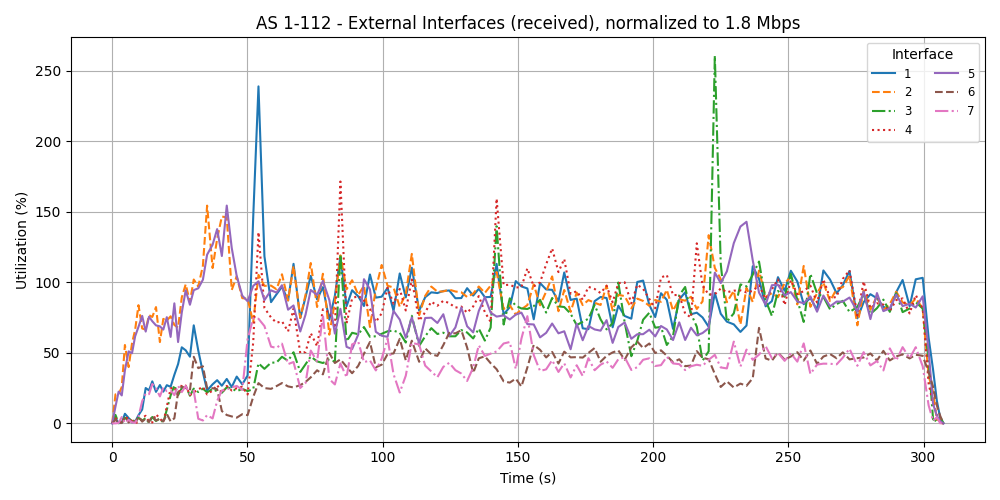 AS 1-112 - External Interfaces (received), normalized to 1.8 Mbps
Utilization (%)
250
200
150
100
50
0
0 50 100 150 200 250 300
Time (s)
Interface
1
2
3
4
5
6
7